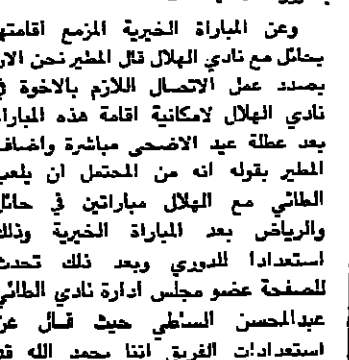 وعن المباراة الخيرية المزمع اقامتها
بحائل مع نادي الهلال قال المطير نحن الان
بصدد عمل الاتصال اللازم بالاخوة في
نادي الهلال لامكانية اقامة هذه المباراة
بعد عطلة عيد الاضحى مباشرة واضاف
المطير بقوله انه من المحتمل ان يلعب
الطائي مع الهلال مباراتين في حائل
والرياض بعد المباراة الخيرية وذلك
استعدادا للدوري وبعد ذلك تحدث
للصفحة عضو مجلس ادارة نادي الطائي
عبدالمحسن حيث قال عن
استعدادات الفريق اننا بحمد الله قد